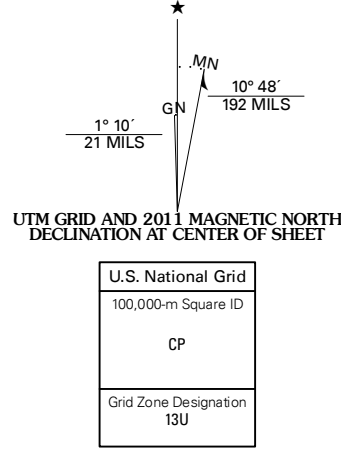 ★
MN
10° 48´
192 MILS
GN
1° 10´
21 MILS
UTM GRID AND 2011 MAGNETIC NORTH
DECLINATION AT CENTER OF SHEET
U.S. National Grid
100,000-m Square ID
CP
Grid Zone Designation
13U